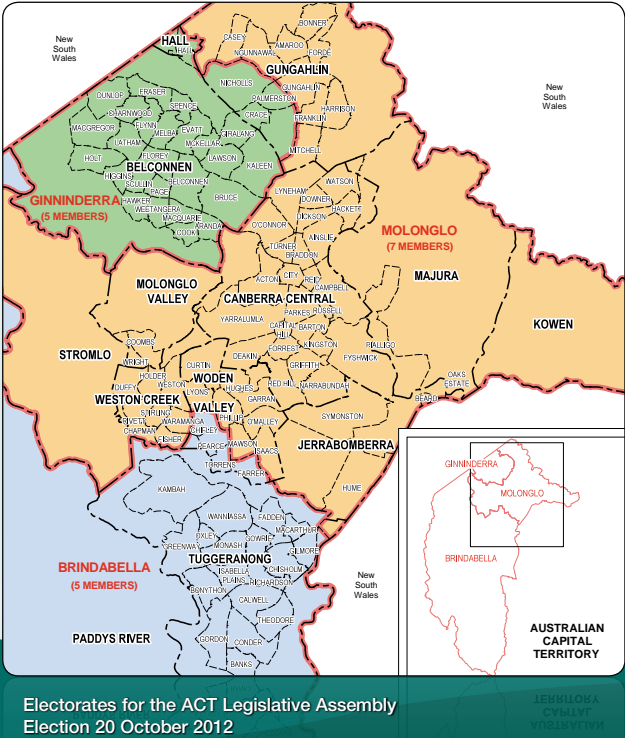 New
South
Wales
BONNER
CASEY
AMAROO
NGUNNAWAL
FORDE
HALL
HALL
GUNGAHLIN
New
South
Wales
NICHOLLS
GUNGAHLIN
PALMERSTON
DUNLOP
FRASER
SPENCE
CHARNWOOD
CRACE
HARRISON
FRANKLIN
MACGREGOR
FLYNN
MELBA
EVATT
GIRALANG
LATHAM
MCKELLAR
MITCHELL
HOLT
FLOREY
LAWSON
KALEEN
BELCONNEN
HIGGINS
SCULLIN
BELCONNEN
PAGE
BRUCE
GINNINDERRA
(5 MEMBERS)
HAWKER
WEETANGERA
MACQUARIE
ARANDA
COOK
WATSON
LYNEHAM
DOWNER
HACKETT
DICKSON
O'CONNOR
AINSLIE
TURNER
BRADDON
MOLONGLO
(7 MEMBERS)
MAJURA
KOWEN
MOLONGLO
VALLEY
ACTON
CITY
REID
CAMPBELL
CANBERRA CENTRAL
YARRALUMLA
PARKES
RUSSELL
CAPITAL
HILL
BARTON
FORREST
KINGSTON
RIALLIGO
FYSHWICK
STROMLO
COOMBS
WRIGHT
DEAKIN
GRIFFITH
CURTIN
WODEN
VALLEY
HOLDER
WESTON
DUFFY
LYONS
HUGHES
RED HILL
NARRABUNDAH
GARRAN
OAKS
ESTATE
BEARD
WESTON CREEK
STIRLING
RIVETT
WARAMANGA
CHAPMAN
FISHER
CHIFLEY
PHILLIP
O'MALLEY
SYMONSTON
PEARCE
MAWSON
ISAACS
JERRABOMBERRA
TORRENS
FARRER
HUME
KAMBAH
WANNIASSA
FADDEN
MACARTHUR
OXLEY
GOWRIE
GREENWAY
MONASH
GILMORE
TUGGERANONG
BRINDABELLA
(5 MEMBERS)
ISABELLA
PLAINS
CHISHOLM
RICHARDSON
BONYTHON
CALWELL
THEODORE
PADDYS RIVER
GORDON
CONDER
BANKS
New
South
Wales
GINNINDERRA
MOLONGLO
BRINDABELLA
AUSTRALIAN
CAPITAL
TERRITORY
Electorates for the ACT Legislative Assembly
Election 20 October 2012